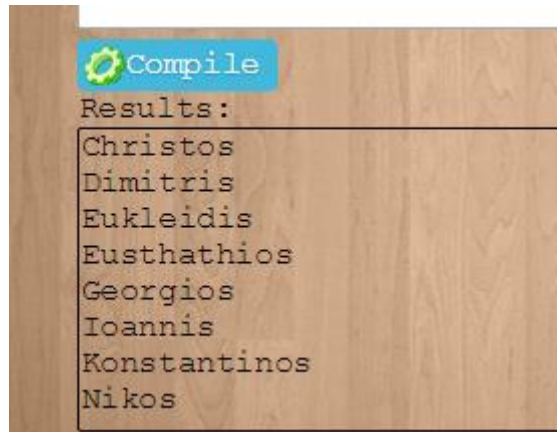 Compile
Results:
Christos
Dimitris
Eukleidis
Eusthathios
Georgios
Ioannis
Konstantinos
Nikos